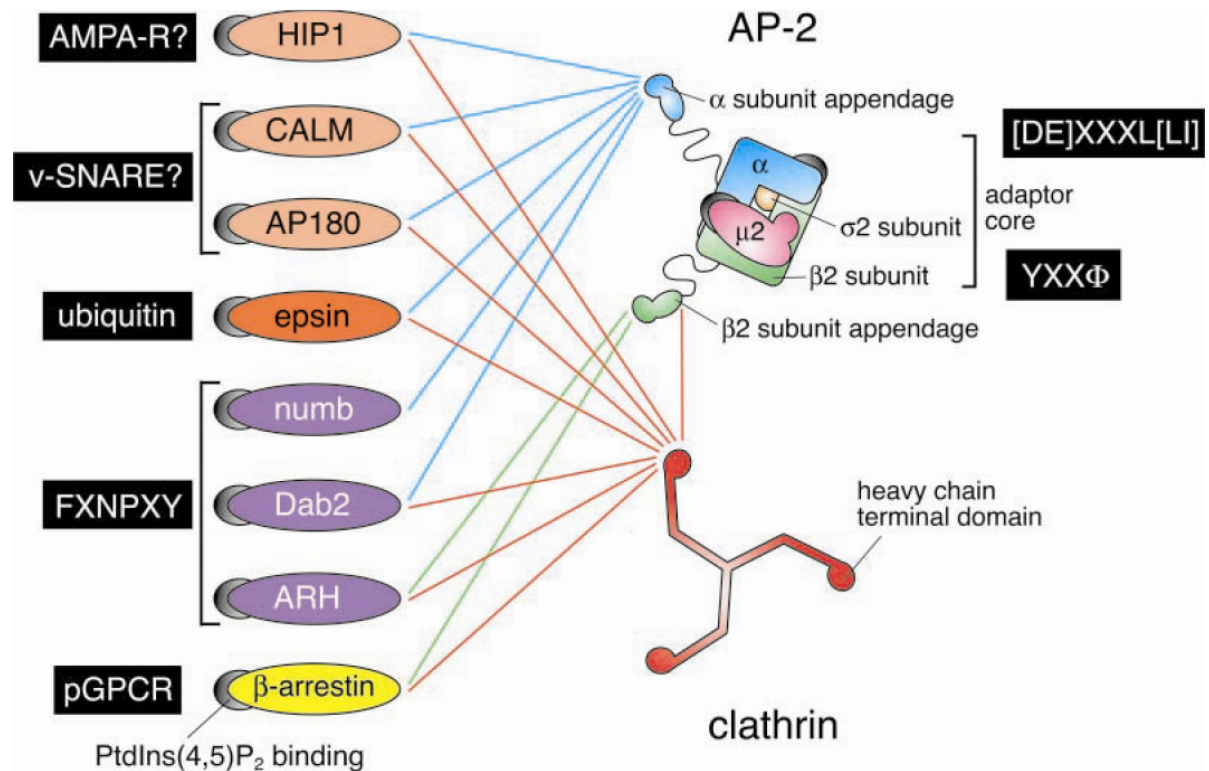 AMPA-R?
HIP1
AP-2
α subunit appendage
CALM
[DE]XXXL[LI]
v-SNARE?
α
adaptor
core
AP180
μ2
σ2 subunit
β2 subunit
YXXΦ
ubiquitin
epsin
β2 subunit appendage
numb
FXNPXY
Dab2
heavy chain
terminal domain
ARH
pGPCR
β-arrestin
clathrin
PtdIns(4,5)P₂ binding